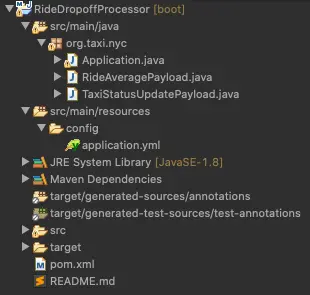 RideDropoffProcessor [boot]
src/main/java
org.taxi.nyc
Application.java
RideAveragePayload.java
TaxiStatusUpdatePayload.java
src/main/resources
config
application.yml
JRE System Library [JavaSE-1.8]
Maven Dependencies
target/generated-sources/annotations
target/generated-test-sources/test-annotations
src
target
pom.xml
README.md